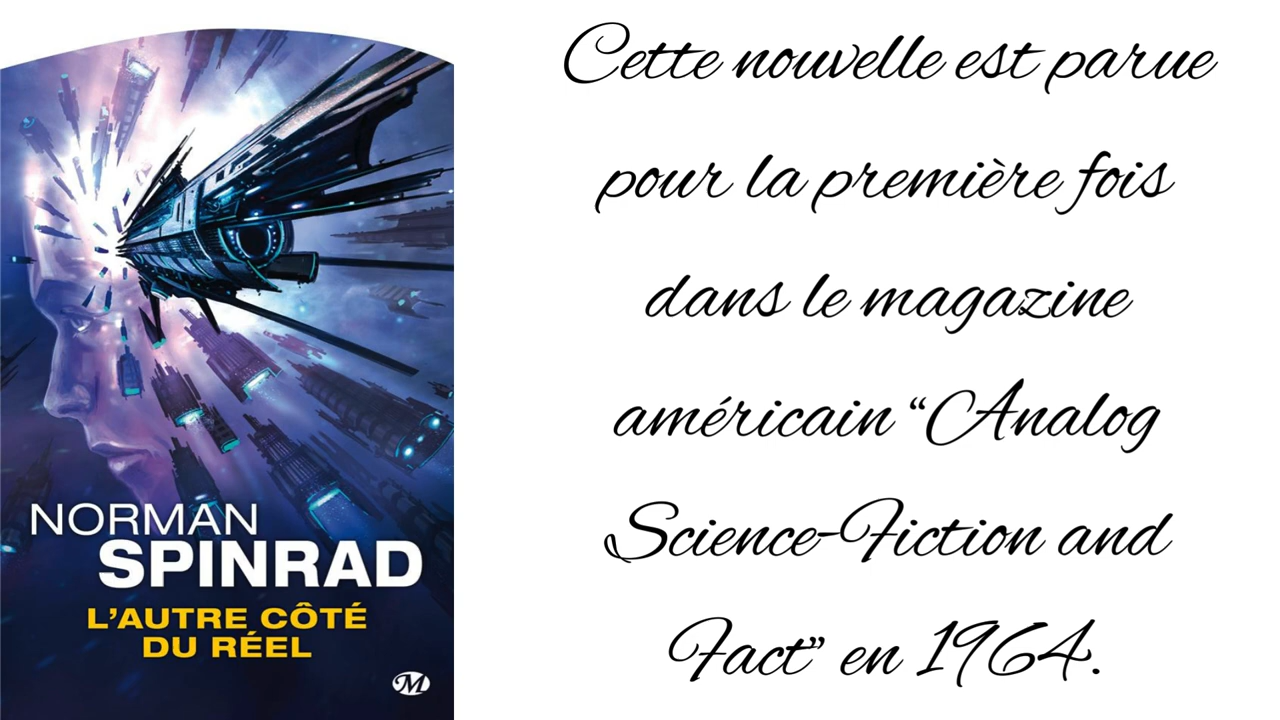 NORMAN
SPINRAD
L'AUTRE CÔTÉ
DU RÉEL
M
Cette nouvelle est parue
pour la première fois
dans le magazine
américain “Analog
Science-Fiction and
Fact” en 1964.